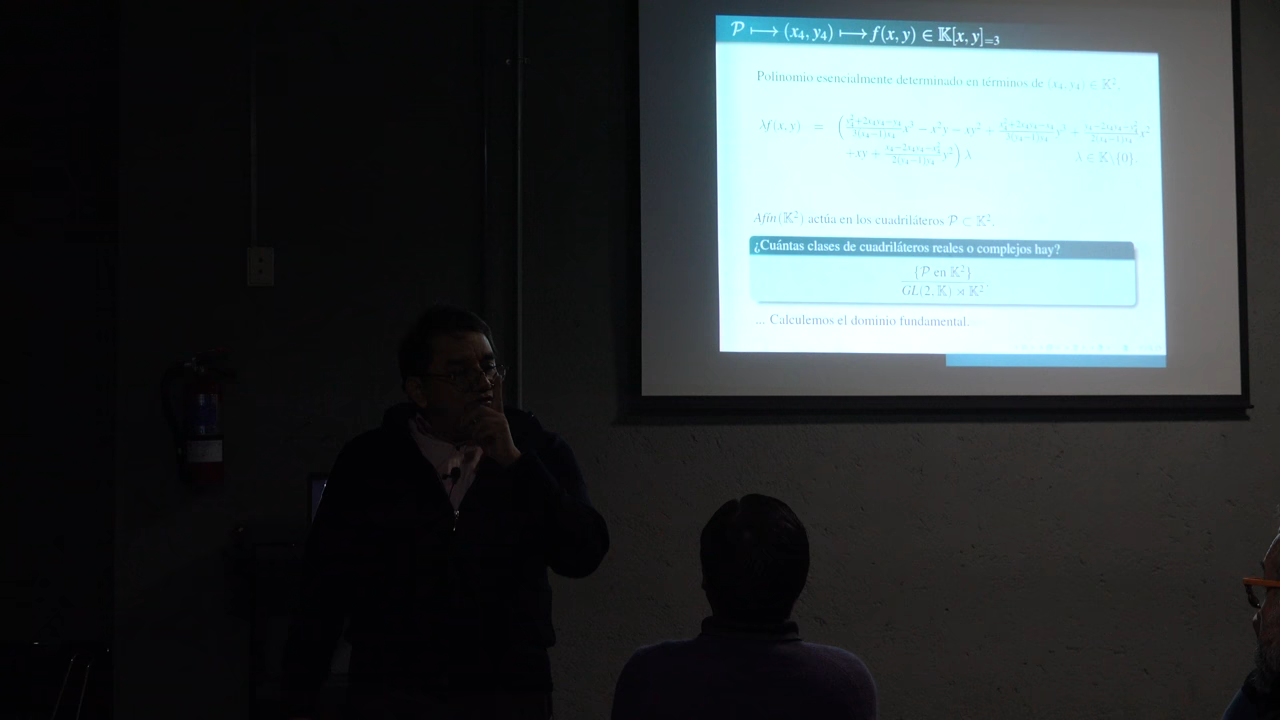 𝒫 ⟼ (x₄, y₄) ⟼ f(x, y) ∈ 𝕂[x, y]₌₃
Polinomio esencialmente determinado en términos de (x₄, y₄) ∈ 𝕂².
λf(x, y) =
λ ∈ 𝕂\{0}.
Afin(𝕂²) actúa en los cuadriláteros 𝒫 ⊂ 𝕂².
¿Cuántas clases de cuadriláteros reales o complejos hay?
{𝒫 en 𝕂²}
GL(2, 𝕂) ⋊ 𝕂²
... Calculemos el dominio fundamental.